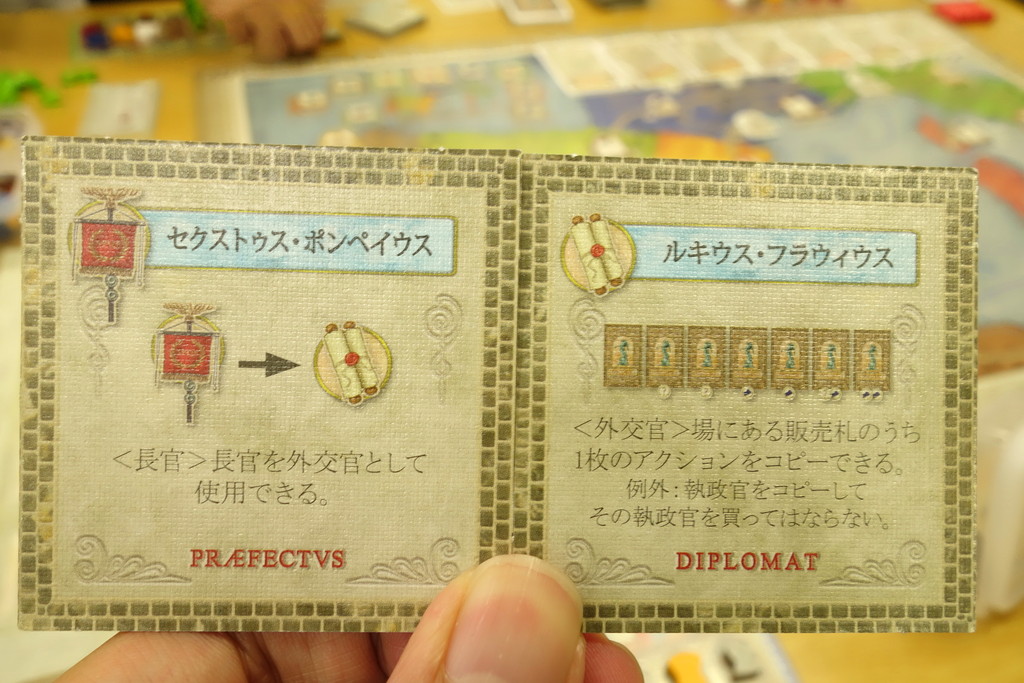 セクストゥス・ポンペイウス
<長官>長官を外交官として
使用できる。
PRÆFECTVS
ルキウス・フラウィウス
<外交官>場にある販売札のうち
1枚のアクションをコピーできる。
例外:執政官をコピーして
その執政官を買ってはならない。
DIPLOMAT